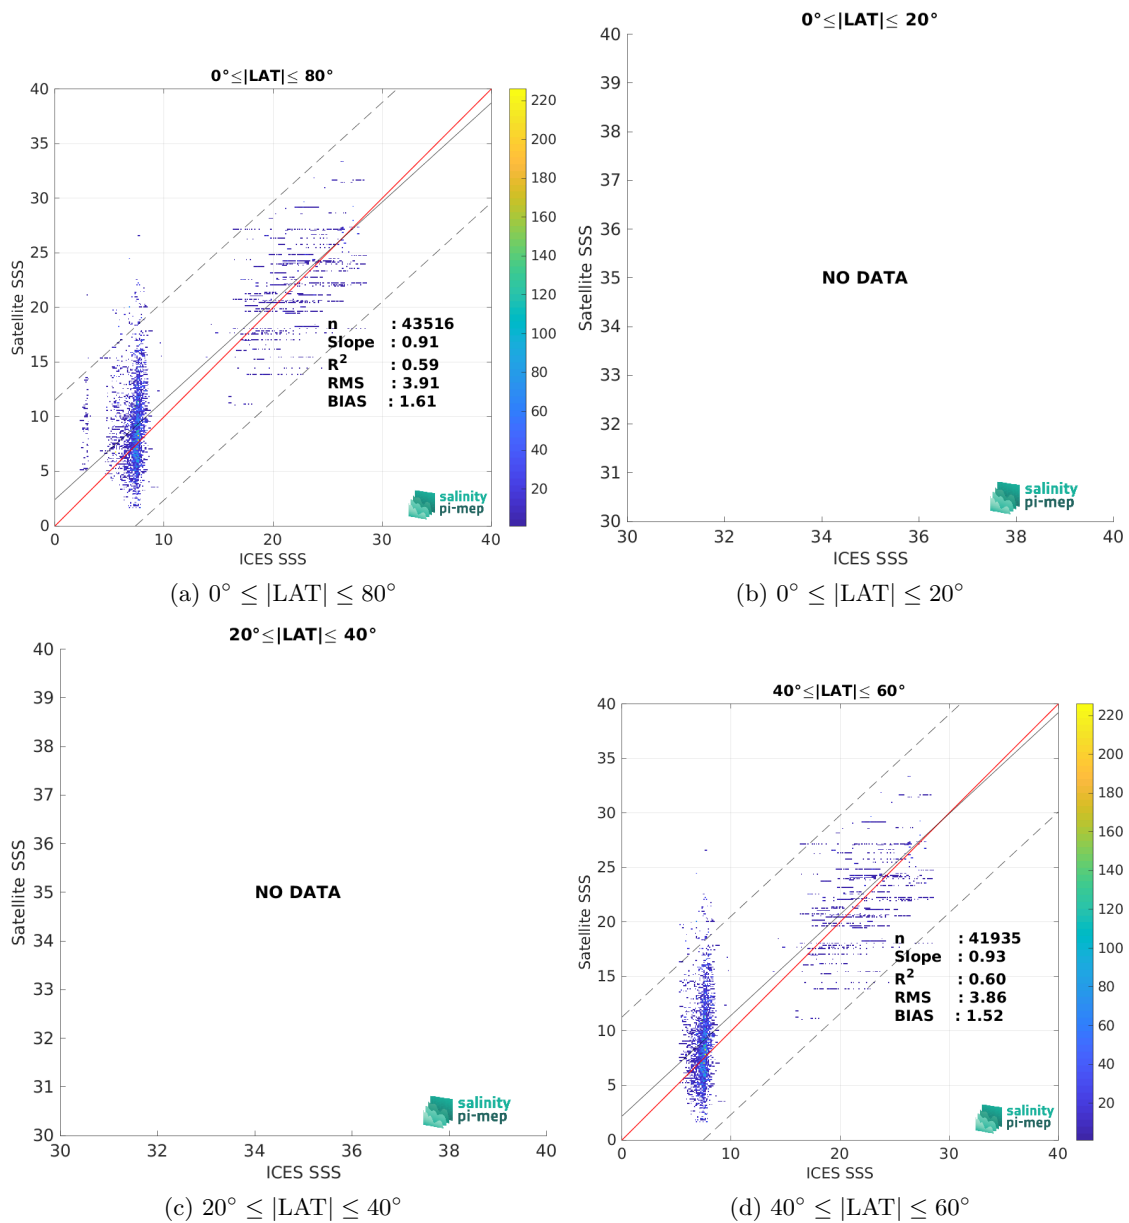 0°≤|LAT|≤ 80°
40
35
30
25
20
15
10
5
0
0
10
20
30
40
Satellite SSS
ICES SSS
n : 43516
Slope : 0.91
R2 : 0.59
RMS : 3.91
BIAS : 1.61
salinity
pi-mep
220
200
180
160
140
120
100
80
60
40
20
(a) 0° ≤ |LAT| ≤ 80°
0°≤|LAT|≤ 20°
40
39
38
37
36
35
34
33
32
31
30
30
32
34
36
38
40
Satellite SSS
ICES SSS
NO DATA
salinity
pi-mep
(b) 0° ≤ |LAT| ≤ 20°
20°≤|LAT|≤ 40°
40
39
38
37
36
35
34
33
32
31
30
30
32
34
36
38
40
Satellite SSS
ICES SSS
NO DATA
salinity
pi-mep
(c) 20° ≤ |LAT| ≤ 40°
40°≤|LAT|≤ 60°
40
35
30
25
20
15
10
5
0
0
10
20
30
40
Satellite SSS
ICES SSS
n : 41935
Slope : 0.93
R2 : 0.60
RMS : 3.86
BIAS : 1.52
salinity
pi-mep
220
200
180
160
140
120
100
80
60
40
20
(d) 40° ≤ |LAT| ≤ 60°